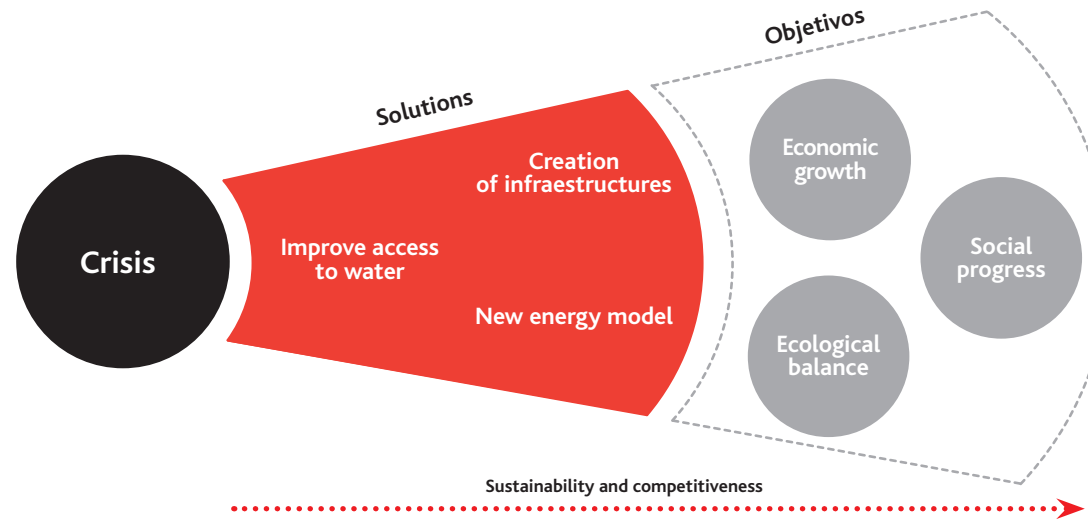 Crisis
Solutions
Improve access
to water
Creation
of infraestructures
New energy model
Objetivos
Economic
growth
Social
progress
Ecological
balance
Sustainability and competitiveness